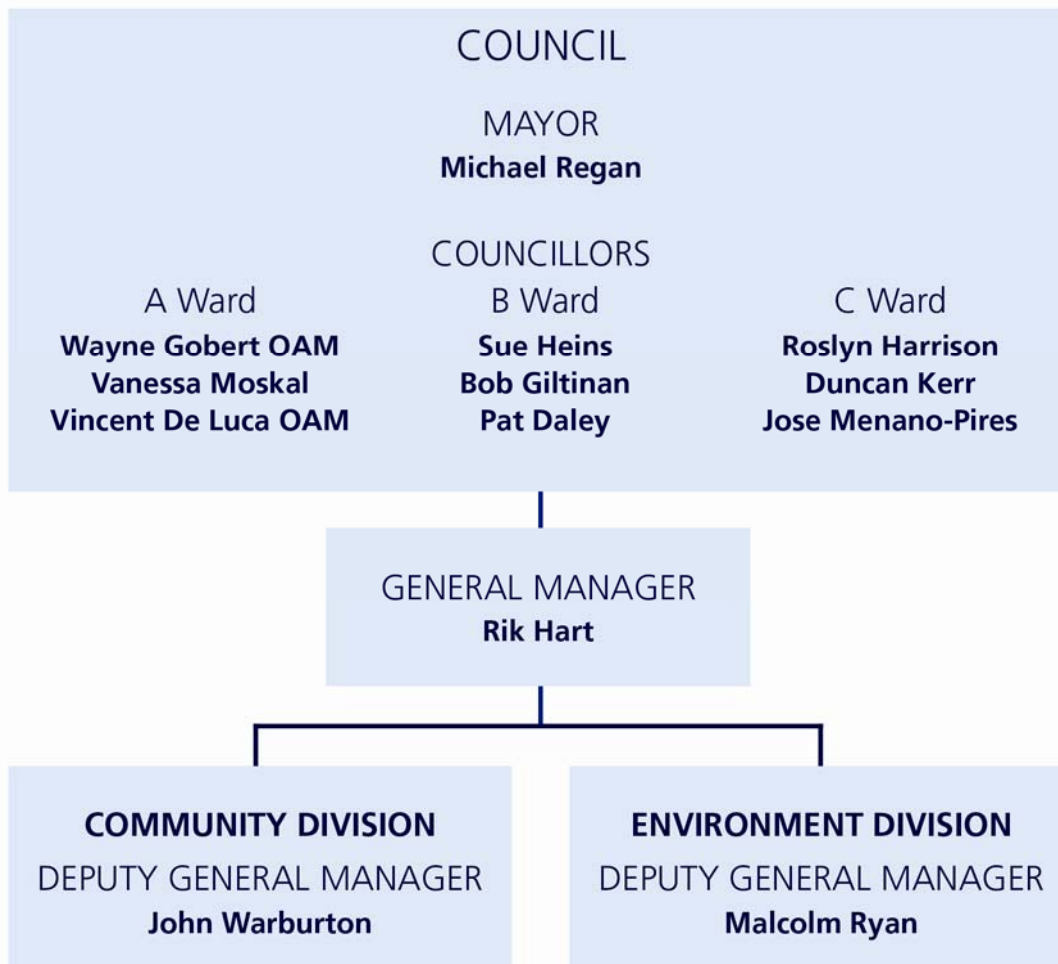 COUNCIL
MAYOR
Michael Regan
COUNCILLORS
A Ward
Wayne Gobert OAM
Vanessa Moskal
Vincent De Luca OAM
B Ward
Sue Heins
Bob Giltinan
Pat Daley
C Ward
Roslyn Harrison
Duncan Kerr
Jose Menano-Pires
GENERAL MANAGER
Rik Hart
COMMUNITY DIVISION
DEPUTY GENERAL MANAGER
John Warburton
ENVIRONMENT DIVISION
DEPUTY GENERAL MANAGER
Malcolm Ryan